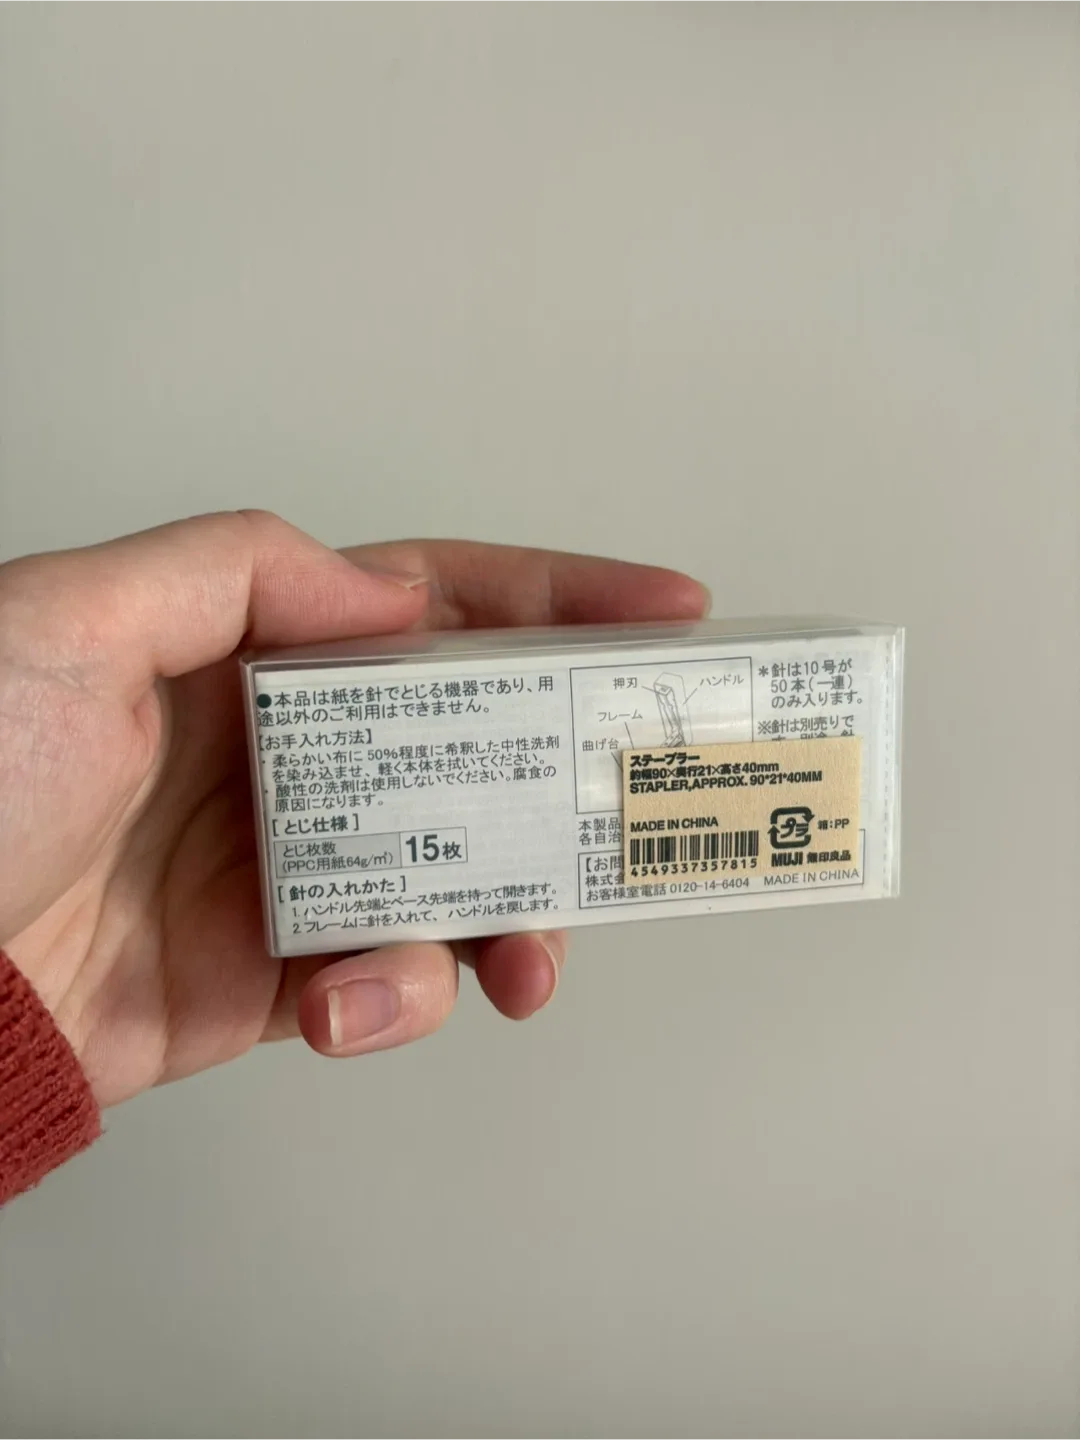 ●本品は紙を針でとじる機器であり、用
途以外のご利用はできません。
【お手入れ方法】
・柔らかい布に50%程度に希釈した中性洗剤
を染み込ませ、軽く本体を拭いてください。
・酸性の洗剤は使用しないでください。腐食の
原因になります。
[とじ仕様]
とじ枚数
(PPC用紙64g/㎡)
15枚
[針の入れかた]
1. ハンドル先端とベース先端を持って開きます。
2. フレームに針を入れて、ハンドルを戻します。
押刃
ハンドル
フレーム
曲げ台
＊針は10号が
50本(一連)
のみ入ります。
※針は別売りで
本製品
各自治
【お問
株式会
お客様室電話 0120-14-6404
MADE IN CHINA
ステープラー
約幅90×奥行21×高さ40mm
STAPLER,APPROX. 90*21*40MM
MADE IN CHINA
4549337357815
プラ
箱:PP
MUJI 無印良品